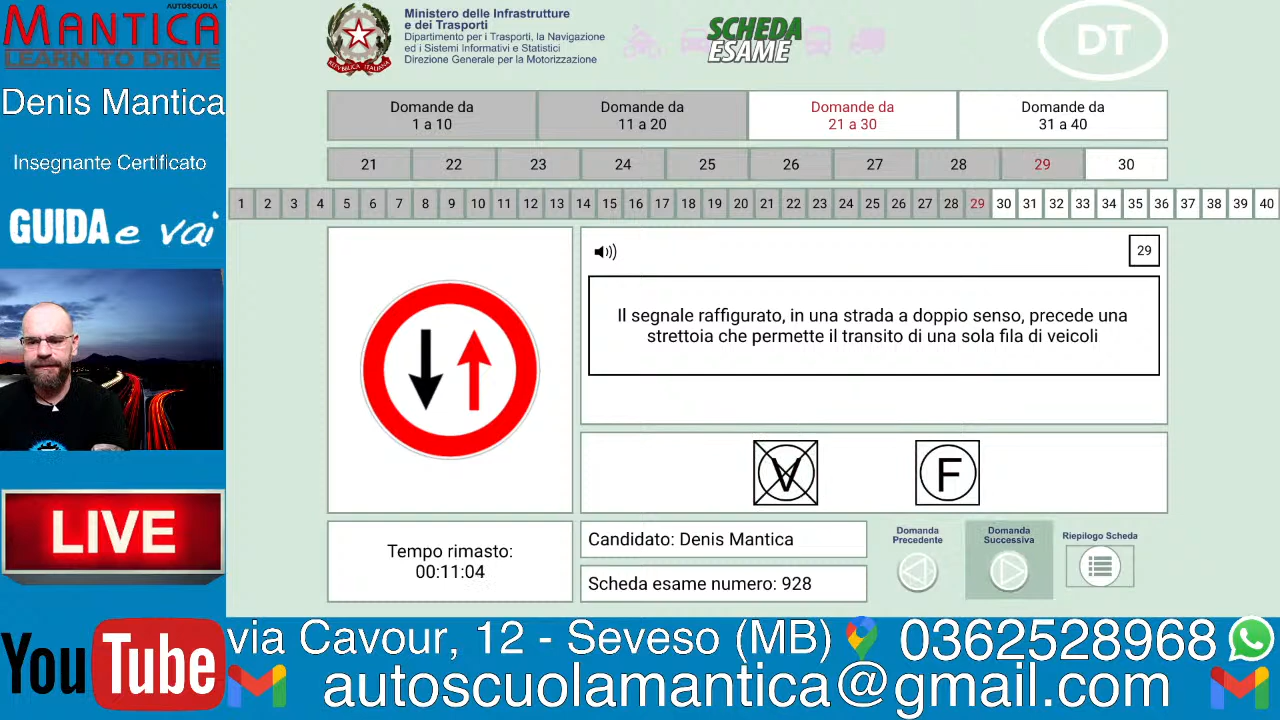 AUTOSCUOLA
MANTICA
LEARN TO DRIVE
Denis Mantica
Insegnante Certificato
GUIDA e vai
LIVE
YouTube
Ministero delle Infrastrutture
e dei Trasporti
Dipartimento per i Trasporti, la Navigazione
ed i Sistemi Informativi e Statistici
Direzione Generale per la Motorizzazione
REPVBBLICA ITALIANA
SCHEDA
ESAME
DT
Domande da
1 a 10
Domande da
11 a 20
Domande da
21 a 30
Domande da
31 a 40
21 22 23 24 25 26 27 28 29 30
1 2 3 4 5 6 7 8 9 10 11 12 13 14 15 16 17 18 19 20 21 22 23 24 25 26 27 28 29 30 31 32 33 34 35 36 37 38 39 40
29
Il segnale raffigurato, in una strada a doppio senso, precede una
strettoia che permette il transito di una sola fila di veicoli
V F
Tempo rimasto:
00:11:04
Candidato: Denis Mantica
Scheda esame numero: 928
Domanda
Precedente
Domanda
Successiva
Riepilogo Scheda
via Cavour, 12 - Seveso (MB) 0362528968
autoscuolamantica@gmail.com